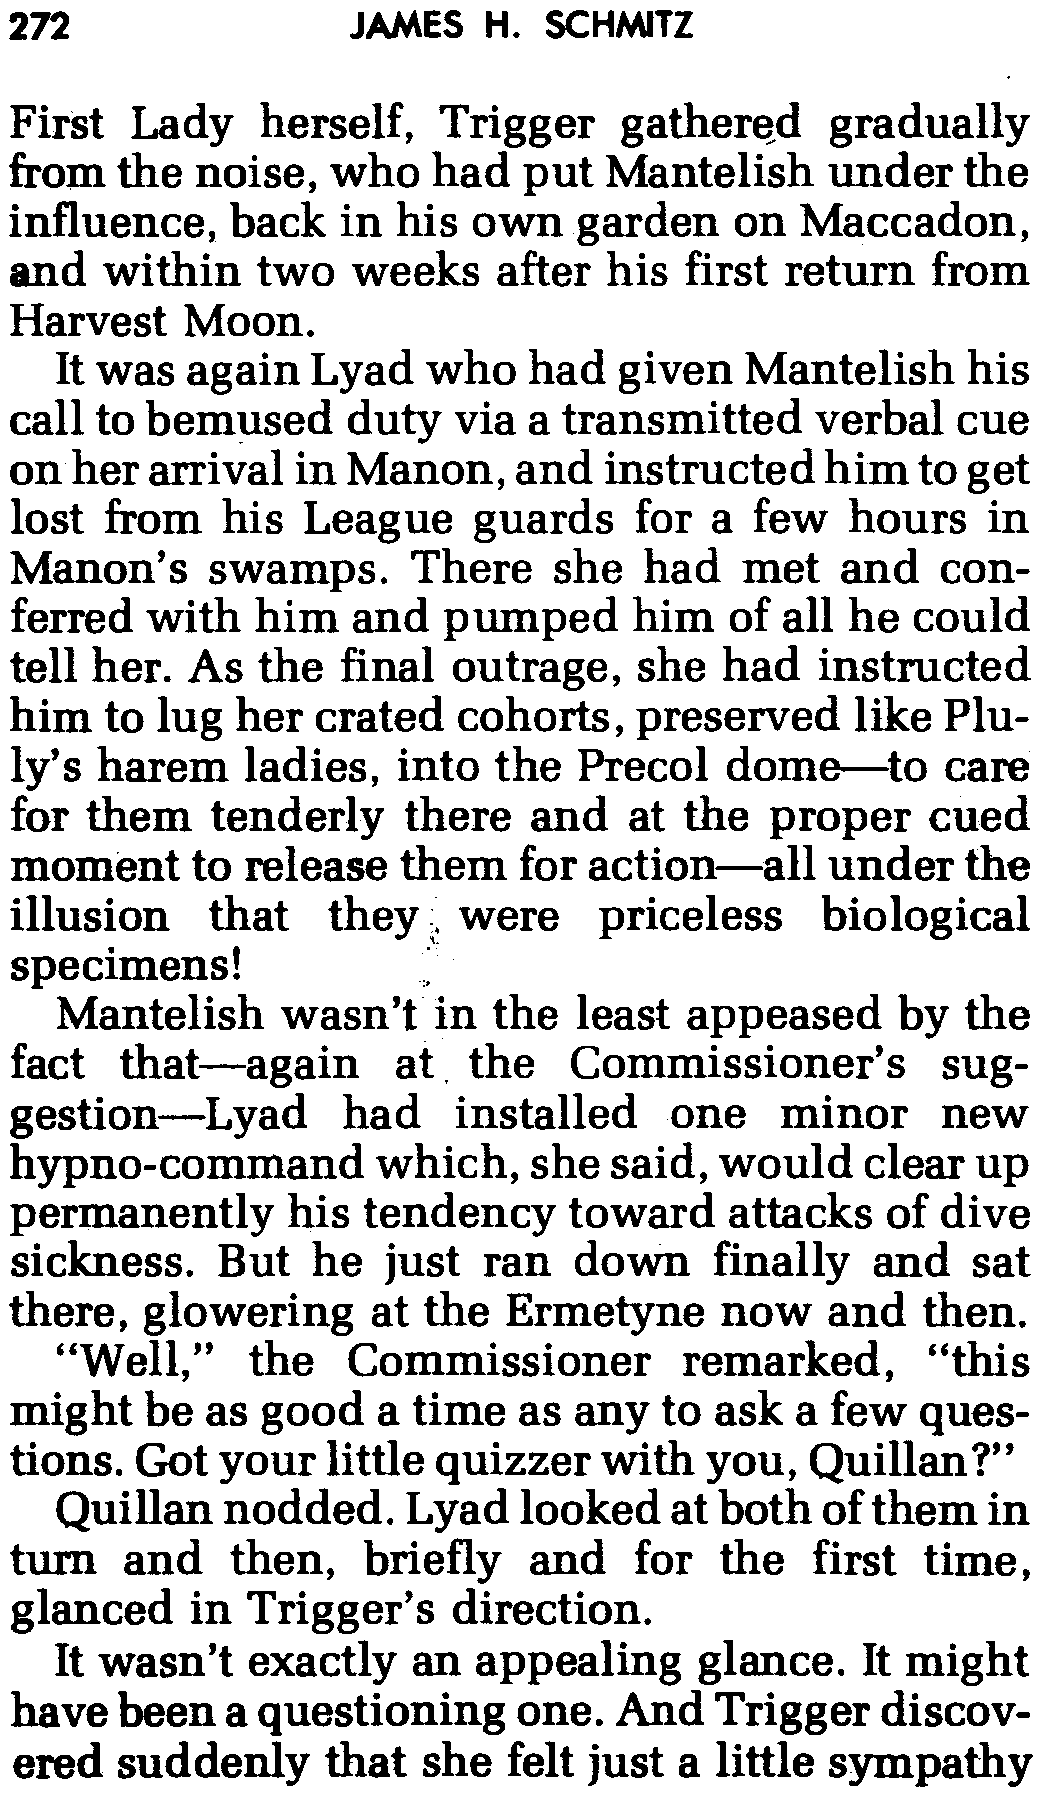 272 JAMES H. SCHMITZ
First Lady herself, Trigger gathered gradually
from the noise, who had put Mantelish under the
influence, back in his own garden on Maccadon,
and within two weeks after his first return from
Harvest Moon.
It was again Lyad who had given Mantelish his
call to bemused duty via a transmitted verbal cue
on her arrival in Manon, and instructed him to get
lost from his League guards for a few hours in
Manon's swamps. There she had met and con-
ferred with him and pumped him of all he could
tell her. As the final outrage, she had instructed
him to lug her crated cohorts, preserved like Plu-
ly's harem ladies, into the Precol dome—to care
for them tenderly there and at the proper cued
moment to release them for action—all under the
illusion that they were priceless biological
specimens!
Mantelish wasn't in the least appeased by the
fact that—again at the Commissioner's sug-
gestion—Lyad had installed one minor new
hypno-command which, she said, would clear up
permanently his tendency toward attacks of dive
sickness. But he just ran down finally and sat
there, glowering at the Ermetyne now and then.
"Well," the Commissioner remarked, "this
might be as good a time as any to ask a few ques-
tions. Got your little quizzer with you, Quillan?"
Quillan nodded. Lyad looked at both of them in
turn and then, briefly and for the first time,
glanced in Trigger's direction.
It wasn't exactly an appealing glance. It might
have been a questioning one. And Trigger discov-
ered suddenly that she felt just a little sympathy